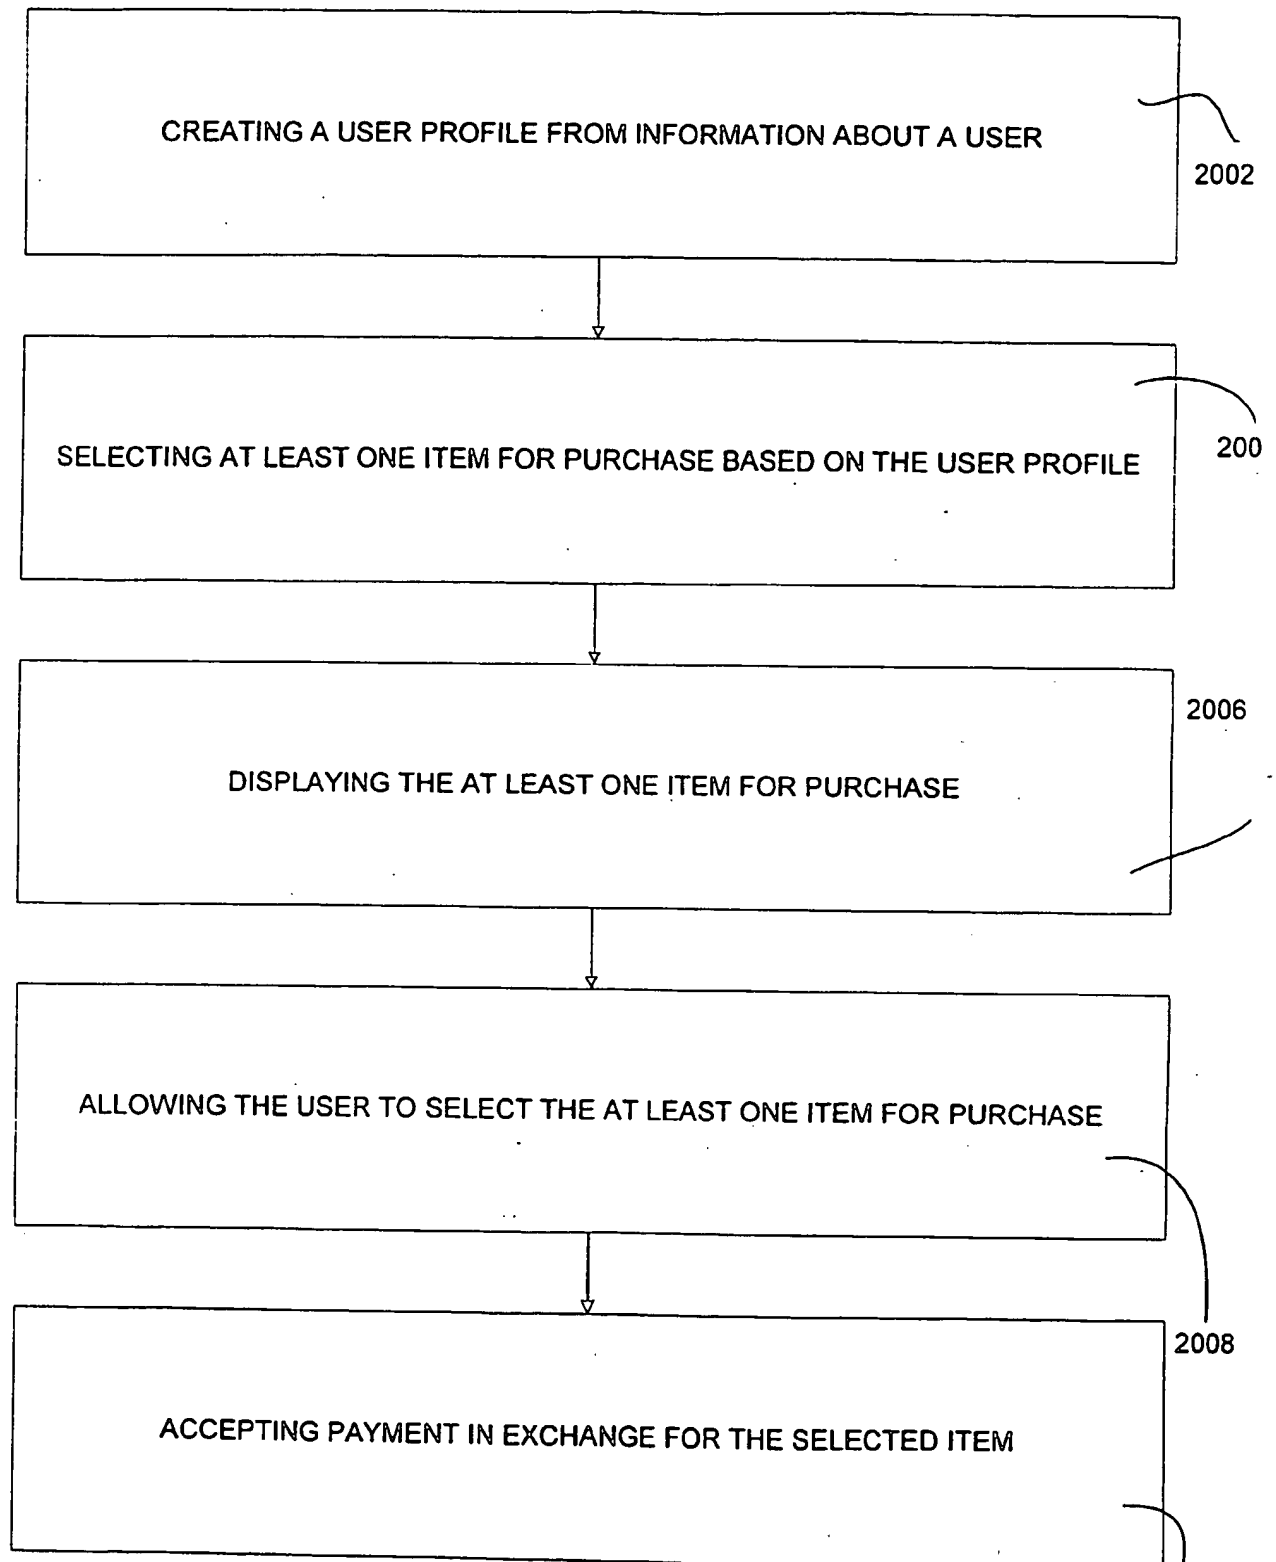 CREATING A USER PROFILE FROM INFORMATION ABOUT A USER
2002
SELECTING AT LEAST ONE ITEM FOR PURCHASE BASED ON THE USER PROFILE
200
2006
DISPLAYING THE AT LEAST ONE ITEM FOR PURCHASE
ALLOWING THE USER TO SELECT THE AT LEAST ONE ITEM FOR PURCHASE
2008
ACCEPTING PAYMENT IN EXCHANGE FOR THE SELECTED ITEM